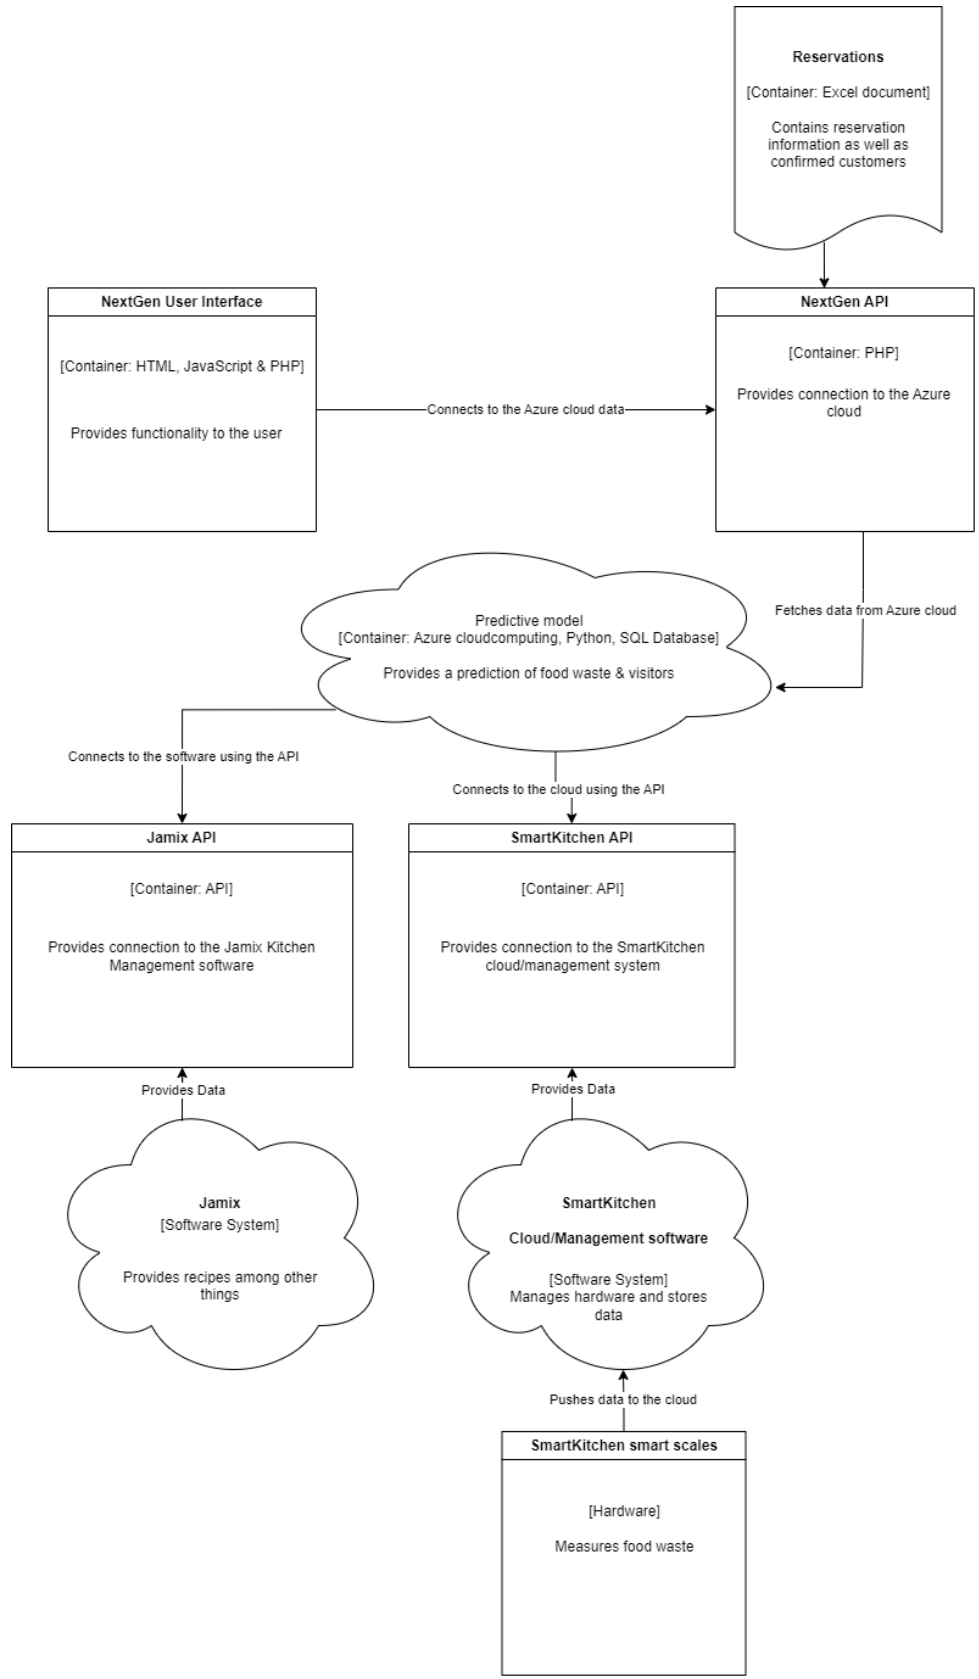 Reservations
[Container: Excel document]
Contains reservation
information as well as
confirmed customers
NextGen User Interface
[Container: HTML, JavaScript & PHP]
Provides functionality to the user
Connects to the Azure cloud data
NextGen API
[Container: PHP]
Provides connection to the Azure
cloud
Fetches data from Azure cloud
Predictive model
[Container: Azure cloudcomputing, Python, SQL Database]
Provides a prediction of food waste & visitors
Connects to the software using the API
Connects to the cloud using the API
Jamix API
[Container: API]
Provides connection to the Jamix Kitchen
Management software
SmartKitchen API
[Container: API]
Provides connection to the SmartKitchen
cloud/management system
Provides Data
Provides Data
Jamix
[Software System]
Provides recipes among other
things
SmartKitchen
Cloud/Management software
[Software System]
Manages hardware and stores
data
Pushes data to the cloud
SmartKitchen smart scales
[Hardware]
Measures food waste